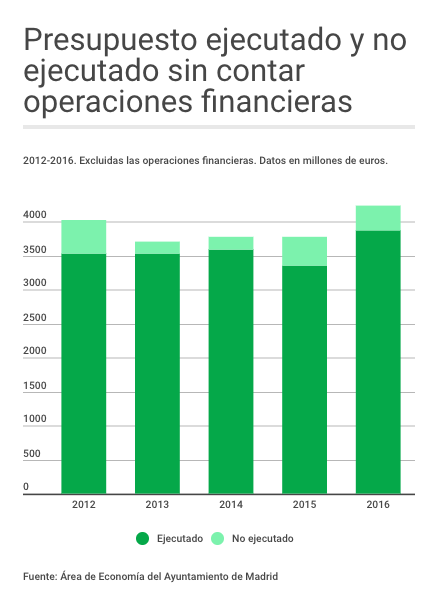 Presupuesto ejecutado y no
ejecutado sin contar
operaciones financieras
2012-2016. Excluidas las operaciones financieras. Datos en millones de euros.
4000
3500
3000
2500
2000
1500
1000
500
0
2012 2013 2014 2015 2016
Ejecutado No ejecutado
Fuente: Área de Economía del Ayuntamiento de Madrid